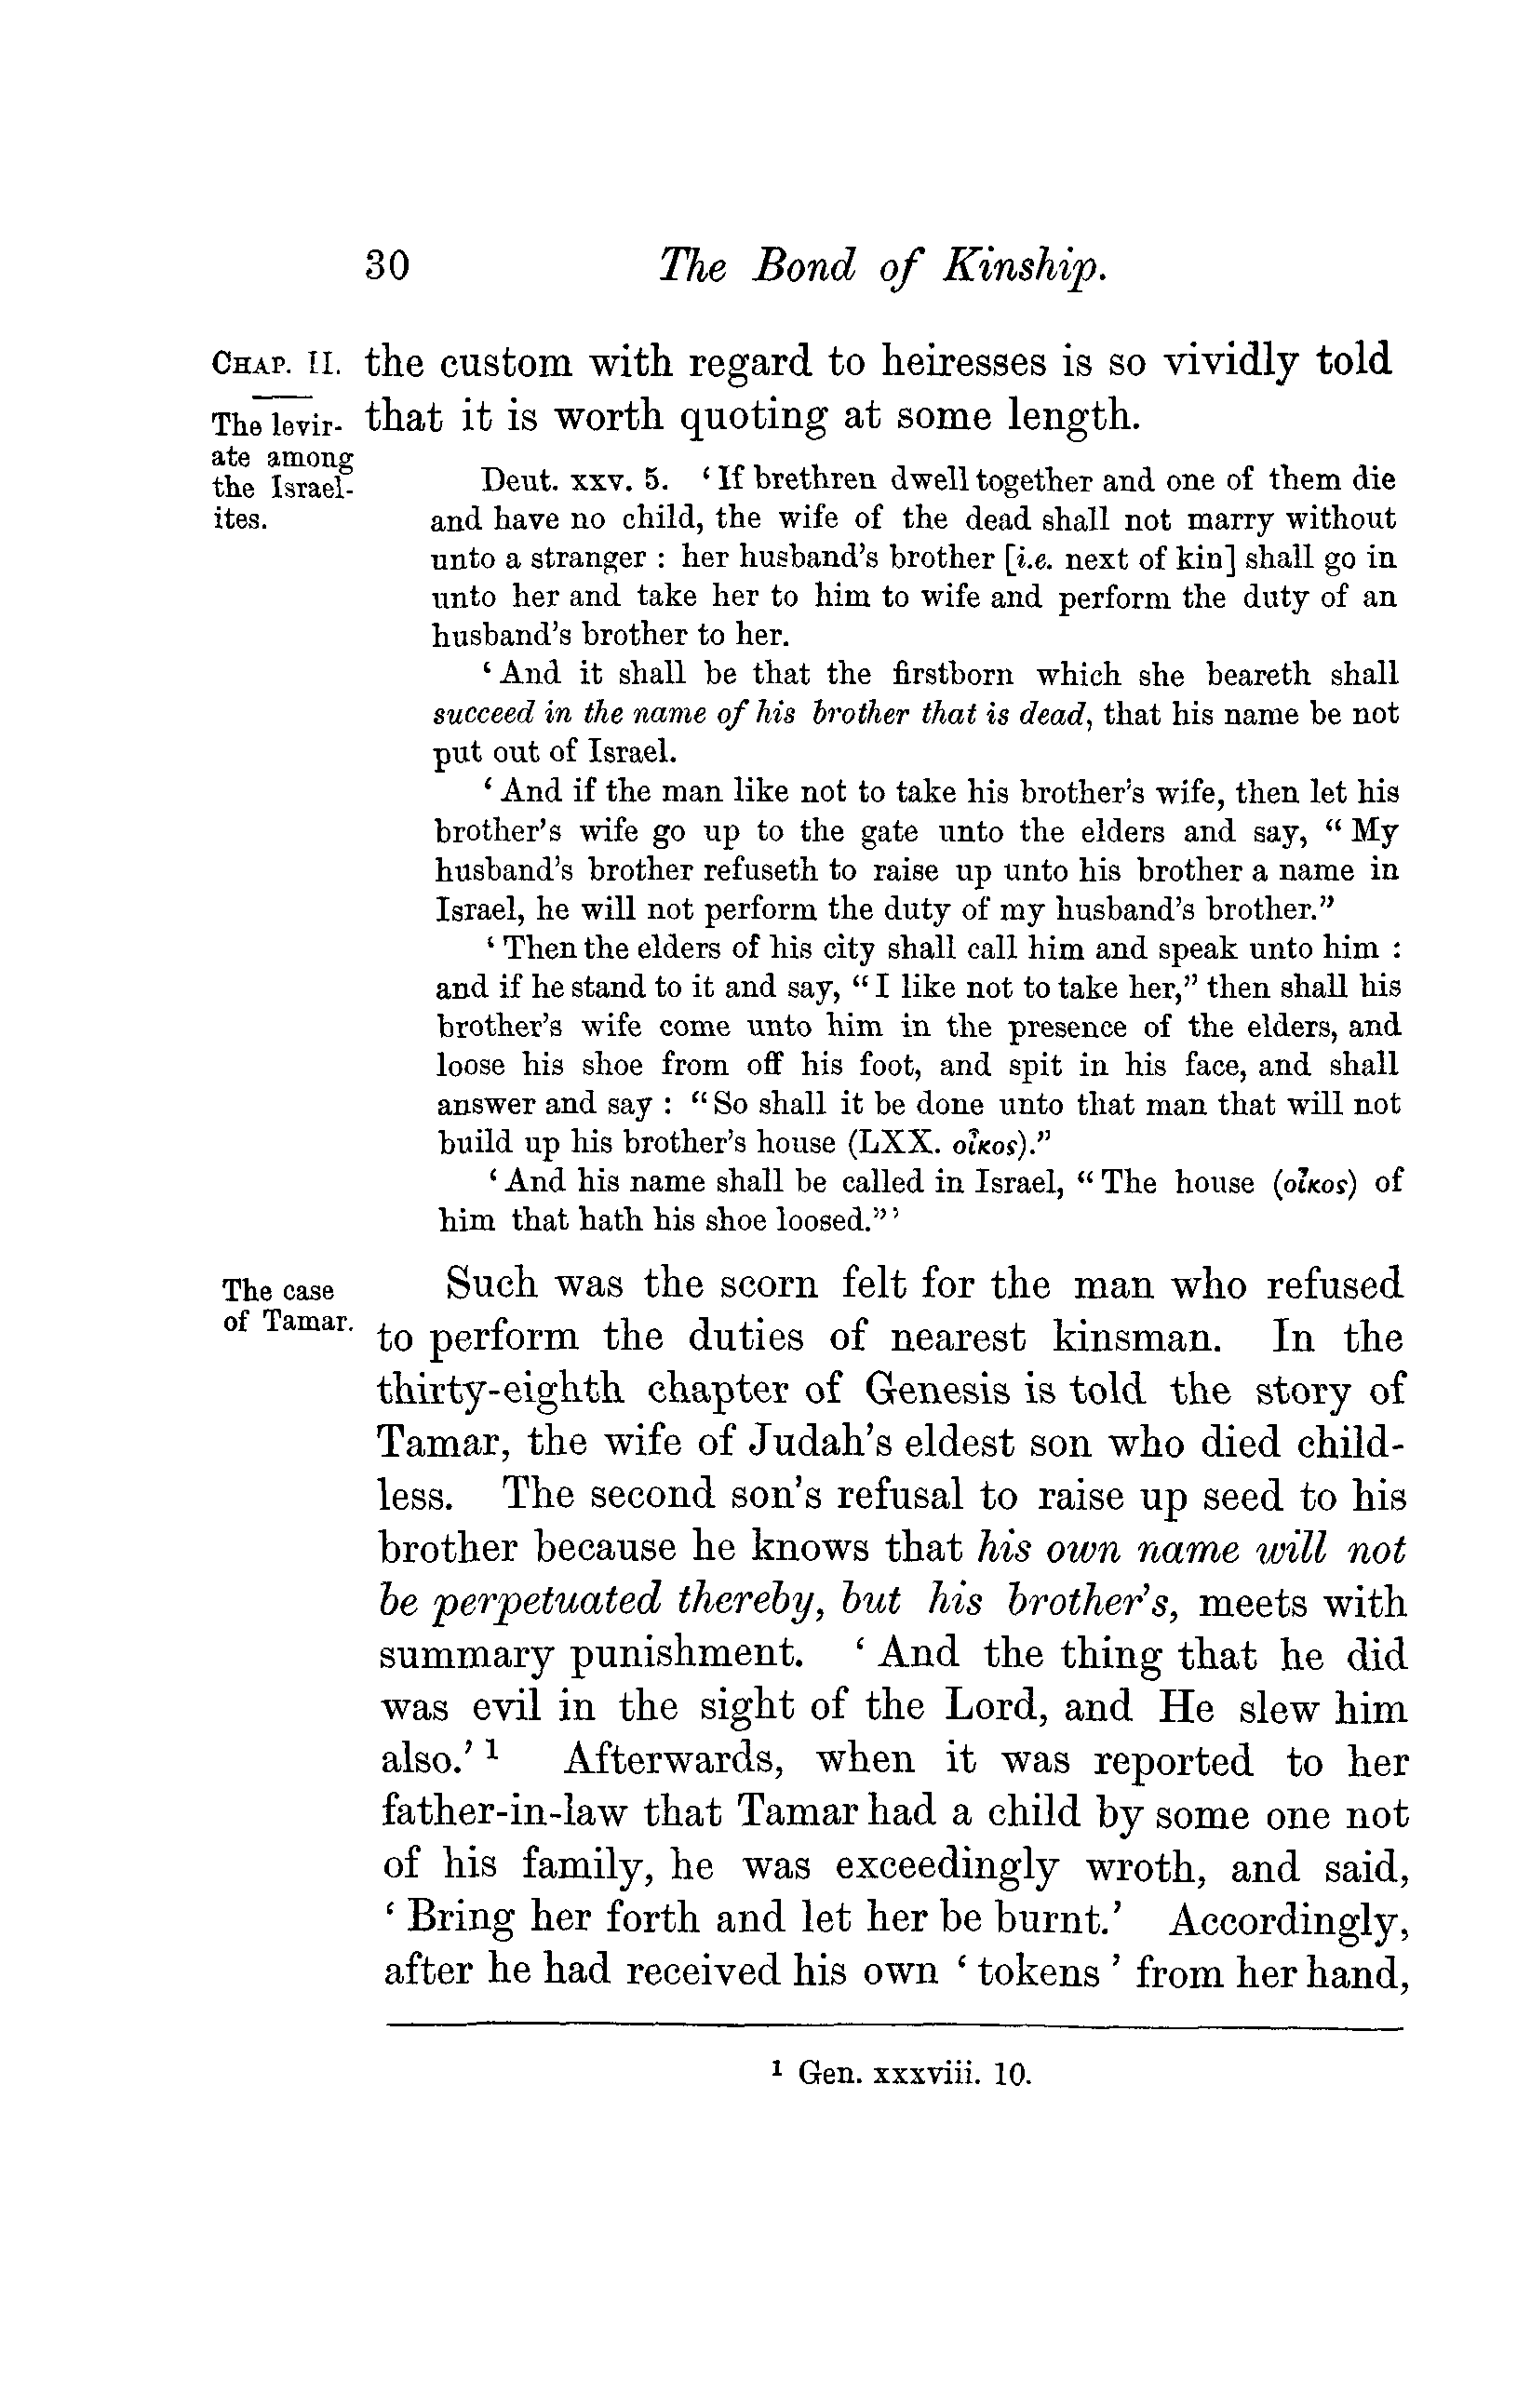 30 The Bond of Kinship.
CHAP. II.
The levir-
ate among
the Israel-
ites.
the custom with regard to heiresses is so vividly told
that it is worth quoting at some length.
Deut. xxv. 5. ‘If brethren dwell together and one of them die
and have no child, the wife of the dead shall not marry without
unto a stranger : her husband’s brother [i.e. next of kin] shall go in
unto her and take her to him to wife and perform the duty of an
husband’s brother to her.
‘And it shall be that the firstborn which she beareth shall
succeed in the name of his brother that is dead, that his name be not
put out of Israel.
‘And if the man like not to take his brother’s wife, then let his
brother’s wife go up to the gate unto the elders and say, “My
husband’s brother refuseth to raise up unto his brother a name in
Israel, he will not perform the duty of my husband’s brother.”
‘Then the elders of his city shall call him and speak unto him :
and if he stand to it and say, “I like not to take her,” then shall his
brother’s wife come unto him in the presence of the elders, and
loose his shoe from off his foot, and spit in his face, and shall
answer and say : “So shall it be done unto that man that will not
build up his brother’s house (LXX. οἶκος).”
‘And his name shall be called in Israel, “The house (οἶκος) of
him that hath his shoe loosed.”’
The case
of Tamar.
Such was the scorn felt for the man who refused
to perform the duties of nearest kinsman. In the
thirty-eighth chapter of Genesis is told the story of
Tamar, the wife of Judah’s eldest son who died child-
less. The second son’s refusal to raise up seed to his
brother because he knows that his own name will not
be perpetuated thereby, but his brother’s, meets with
summary punishment. ‘And the thing that he did
was evil in the sight of the Lord, and He slew him
also.’ 1 Afterwards, when it was reported to her
father-in-law that Tamar had a child by some one not
of his family, he was exceedingly wroth, and said,
‘Bring her forth and let her be burnt.’ Accordingly,
after he had received his own ‘tokens’ from her hand,
1 Gen. xxxviii. 10.